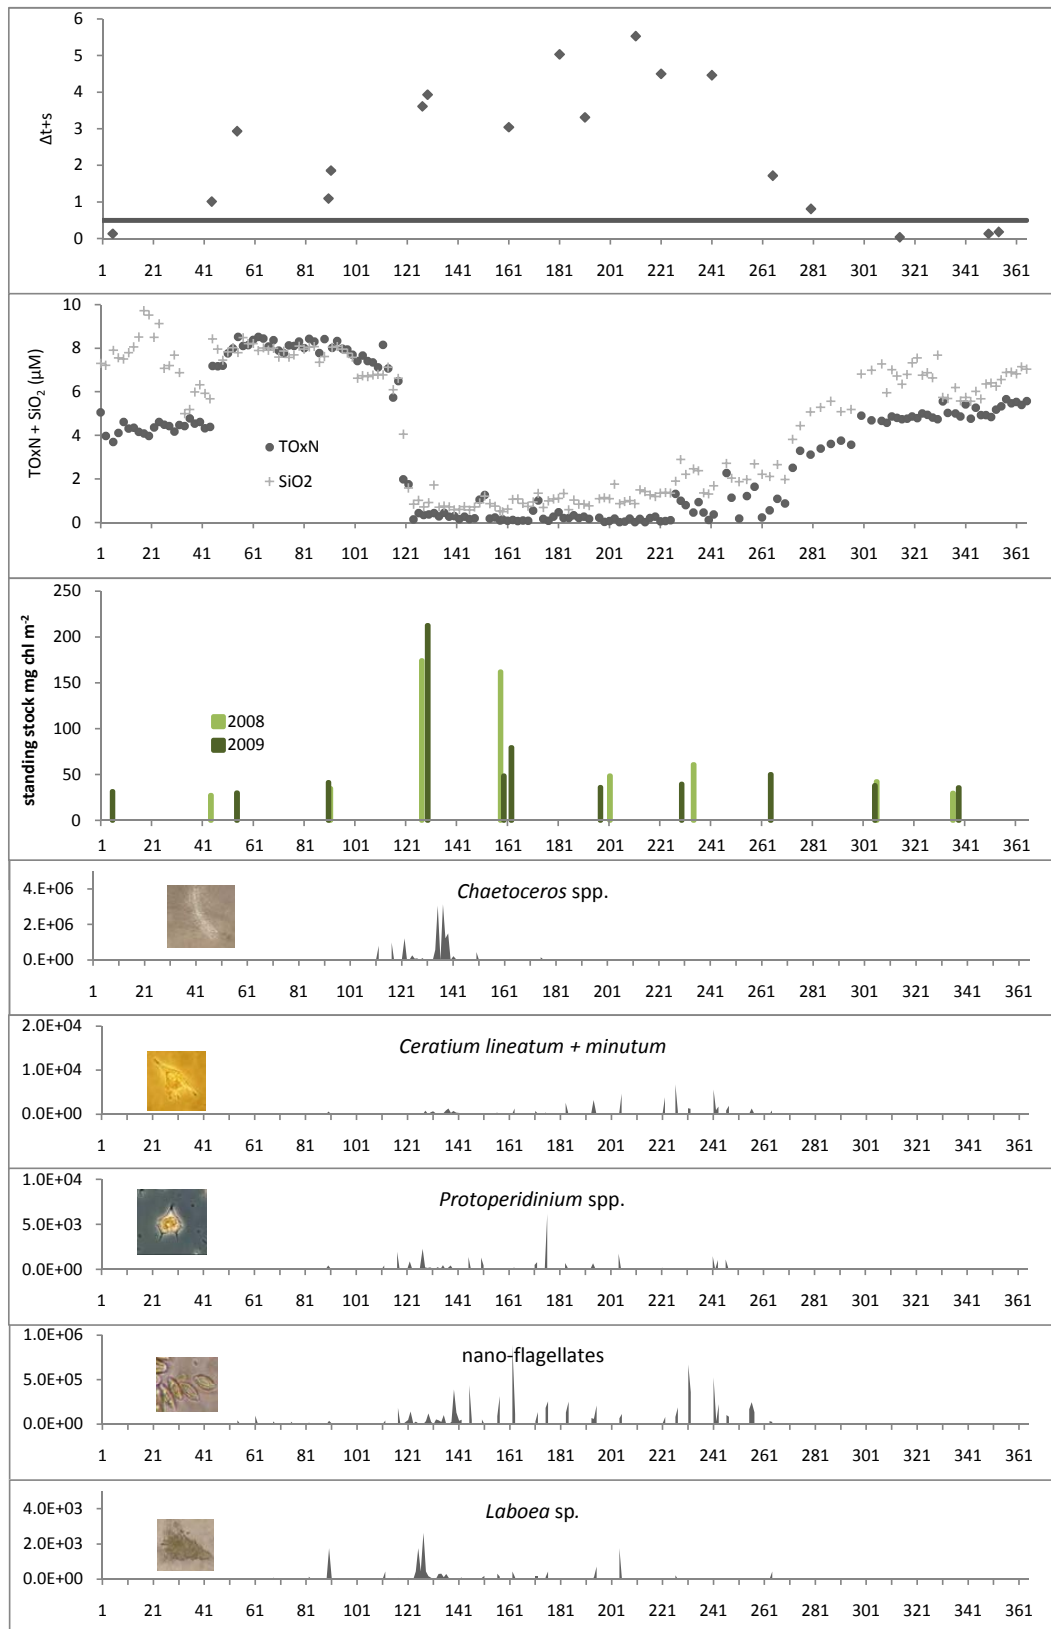 6
5
4
3
2
1
0
Δt+s
1 21 41 61 81 101 121 141 161 181 201 221 241 261 281 301 321 341 361
10
8
6
4
2
0
TOxN + SiO₂ (µM)
TOxN
SiO2
1 21 41 61 81 101 121 141 161 181 201 221 241 261 281 301 321 341 361
250
200
150
100
50
0
standing stock mg chl m⁻²
2008
2009
1 21 41 61 81 101 121 141 161 181 201 221 241 261 281 301 321 341 361
Chaetoceros spp.
4.E+06
2.E+06
0.E+00
1 21 41 61 81 101 121 141 161 181 201 221 241 261 281 301 321 341 361
2.0E+04
Ceratium lineatum + minutum
1.0E+04
0.0E+00
1 21 41 61 81 101 121 141 161 181 201 221 241 261 281 301 321 341 361
1.0E+04
Protoperidinium spp.
5.0E+03
0.0E+00
1 21 41 61 81 101 121 141 161 181 201 221 241 261 281 301 321 341 361
1.0E+06
nano-flagellates
5.0E+05
0.0E+00
1 21 41 61 81 101 121 141 161 181 201 221 241 261 281 301 321 341 361
4.0E+03
Laboea sp.
2.0E+03
0.0E+00
1 21 41 61 81 101 121 141 161 181 201 221 241 261 281 301 321 341 361